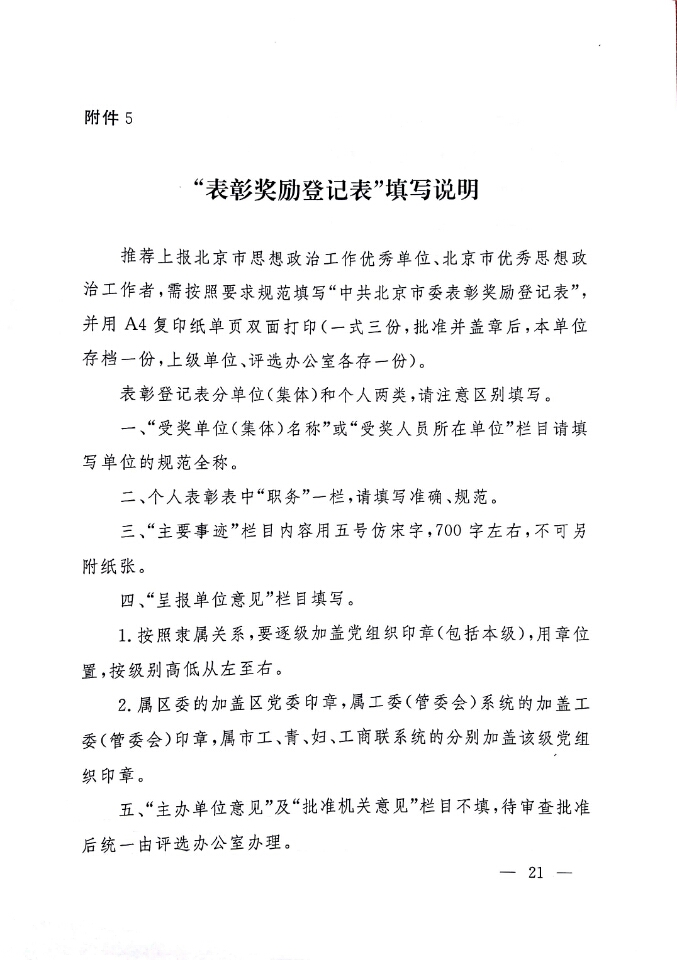 附件 5
“表彰奖励登记表”填写说明
推荐上报北京市思想政治工作优秀单位、北京市优秀思想政
治工作者,需按照要求规范填写“中共北京市委表彰奖励登记表”,
并用 A4 复印纸单页双面打印(一式三份,批准并盖章后,本单位
存档一份,上级单位、评选办公室各存一份)。
表彰登记表分单位(集体)和个人两类,请注意区别填写。
一、“受奖单位(集体)名称”或“受奖人员所在单位”栏目请填
写单位的规范全称。
二、个人表彰表中“职务”一栏,请填写准确、规范。
三、“主要事迹”栏目内容用五号仿宋字,700 字左右,不可另
附纸张。
四、“呈报单位意见”栏目填写。
1. 按照隶属关系,要逐级加盖党组织印章(包括本级),用章位
置,按级别高低从左至右。
2. 属区委的加盖区党委印章,属工委(管委会)系统的加盖工
委(管委会)印章,属市工、青、妇、工商联系统的分别加盖该级党组
织印章。
五、“主办单位意见”及“批准机关意见”栏目不填,待审查批准
后统一由评选办公室办理。
— 21 —